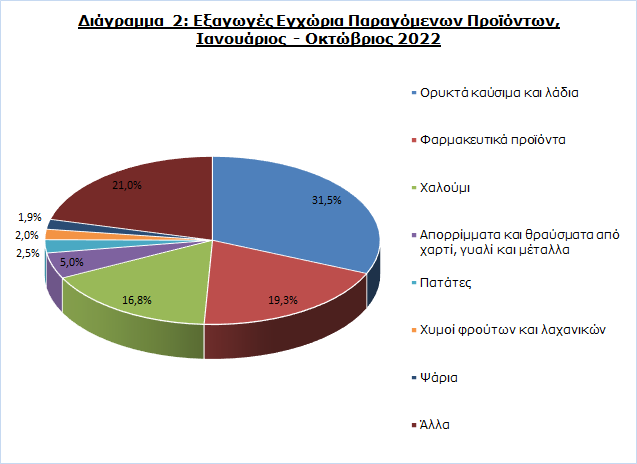 Διάγραμμα 2: Εξαγωγές Εγχώρια Παραγόμενων Προϊόντων,
Ιανουάριος - Οκτώβριος 2022
31,5%
19,3%
16,8%
5,0%
2,5%
2,0%
1,9%
21,0%
Ορυκτά καύσιμα και λάδια
Φαρμακευτικά προϊόντα
Χαλούμι
Απορρίμματα και θραύσματα από
χαρτί, γυαλί και μέταλλα
Πατάτες
Χυμοί φρούτων και λαχανικών
Ψάρια
Άλλα